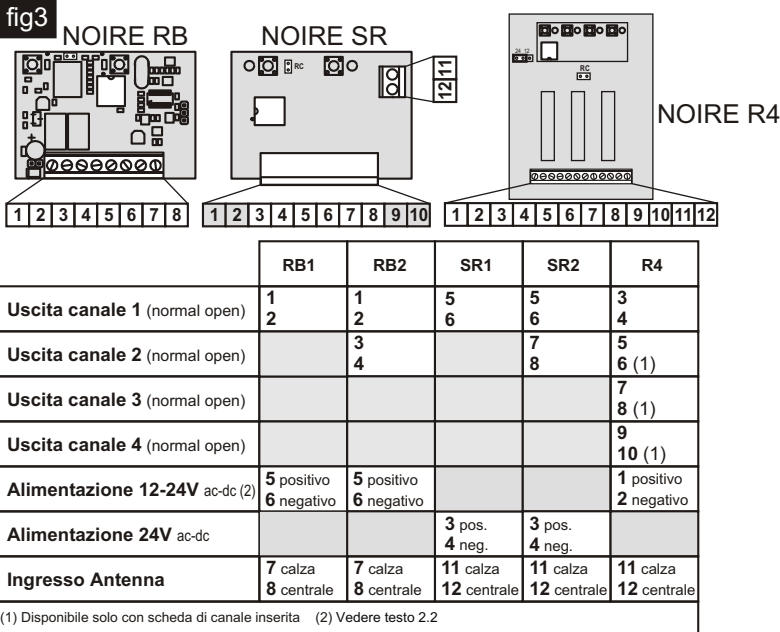 fig3
NOIRE RB
NOIRE SR
NOIRE R4
RC
11
12
24 12
RC
+
1 2 3 4 5 6 7 8
1 2 3 4 5 6 7 8 9 10
1 2 3 4 5 6 7 8 9 10 11 12
RB1 RB2 SR1 SR2 R4
Uscita canale 1 (normal open) 1 1 5 5 3
2 2 6 6 4
Uscita canale 2 (normal open) 3 7 5
4 8 6 (1)
Uscita canale 3 (normal open) 7
8 (1)
Uscita canale 4 (normal open) 9
10 (1)
Alimentazione 12-24V ac-dc (2) 5 positivo 5 positivo 1 positivo
6 negativo 6 negativo 2 negativo
Alimentazione 24V ac-dc 3 pos. 3 pos.
4 neg. 4 neg.
Ingresso Antenna 7 calza 7 calza 11 calza 11 calza 11 calza
8 centrale 8 centrale 12 centrale 12 centrale 12 centrale
(1) Disponibile solo con scheda di canale inserita (2) Vedere testo 2.2